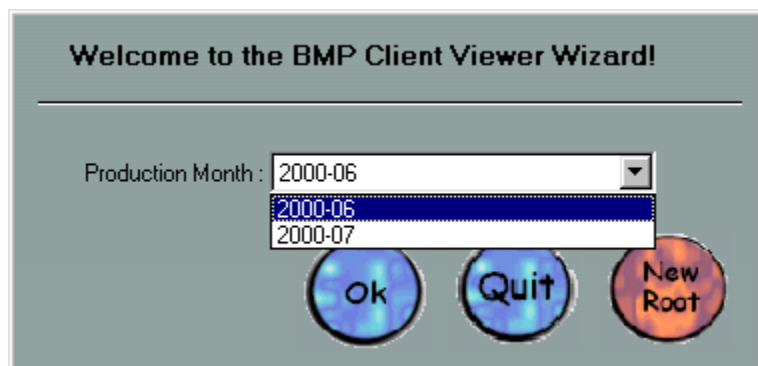 Welcome to the BMP Client Viewer Wizard!
Production Month : 2000-06
2000-06
2000-07
Ok
Quit
New
Root